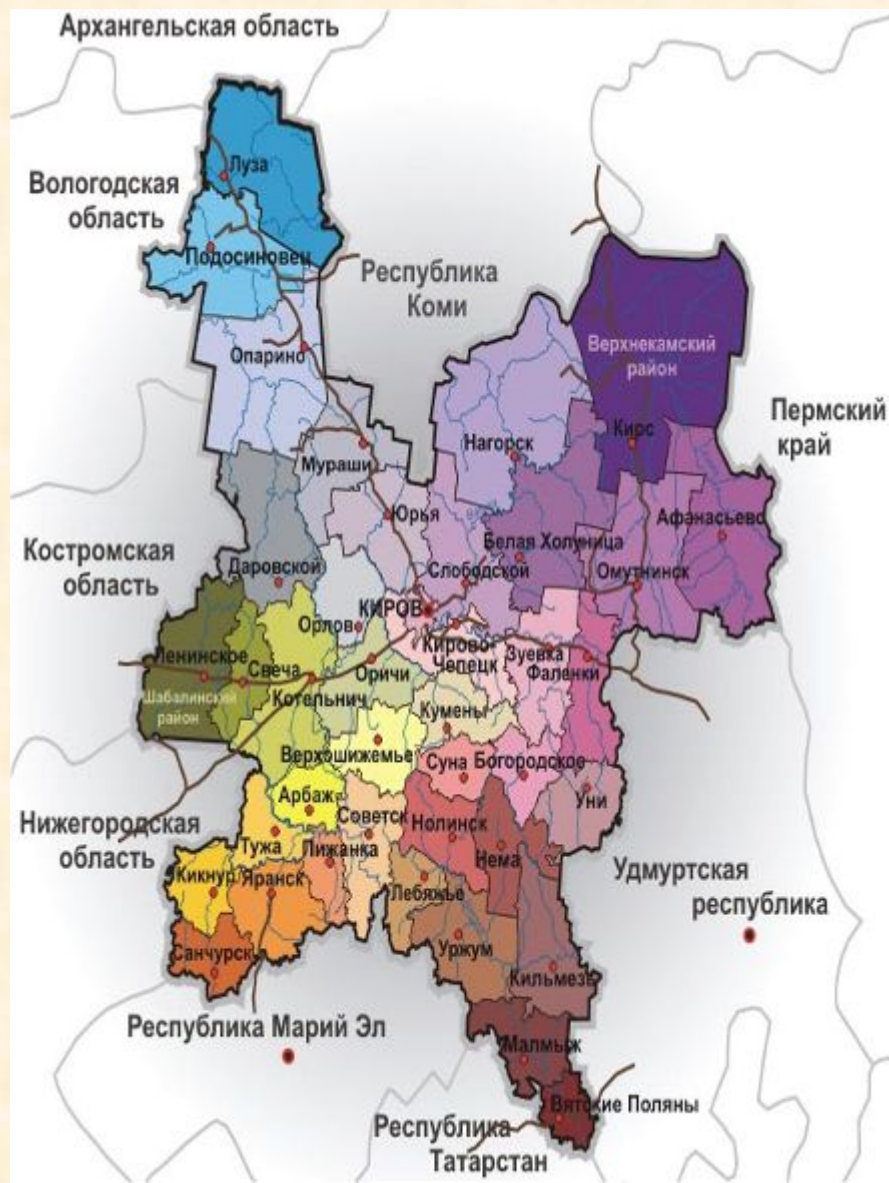 Архангельская область
Луза
Вологодская
область
Подосиновец
Республика
Коми
Опарино
Верхнекамский
район
Пермский
край
Кирс
Нагорск
Мураши
Афанасьево
Юрья
Белая Холуница
Костромская
область
Даровской
Слободской
Омутнинск
КИРОВ
Орлов
Кирово-
Чепецк
Зуевка
Фаленки
Ленинское
Свеча
Оричи
Шабалинский
район
Котельнич
Кумены
Верхошижемье
Суна
Богородское
Арбаж
Уни
Советск
Нолинск
Нижегородская
область
Тужа
Пижанка
Нема
Кикнур
Яранск
Лебяжье
Удмуртская
республика
Санчурск
Уржум
Кильмезь
Республика Марий Эл
Малмыж
Вятские Поляны
Республика
Татарстан